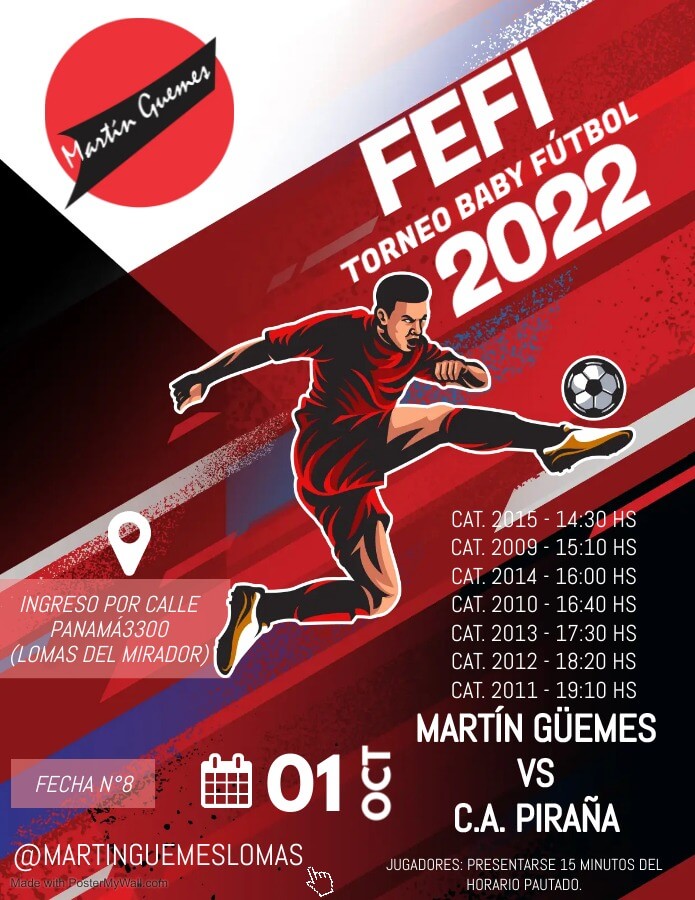 Martín Guemes
FEFI
TORNEO BABY FÚTBOL
2022
CAT. 2015 - 14:30 HS
CAT. 2009 - 15:10 HS
CAT. 2014 - 16:00 HS
CAT. 2010 - 16:40 HS
CAT. 2013 - 17:30 HS
CAT. 2012 - 18:20 HS
CAT. 2011 - 19:10 HS
INGRESO POR CALLE
PANAMÁ3300
(LOMAS DEL MIRADOR)
MARTÍN GÜEMES
VS
C.A. PIRAÑA
FECHA N°8
01 OCT
@MARTINGUEMESLOMAS
JUGADORES: PRESENTARSE 15 MINUTOS DEL
HORARIO PAUTADO.
Made with PosterMyWall.com